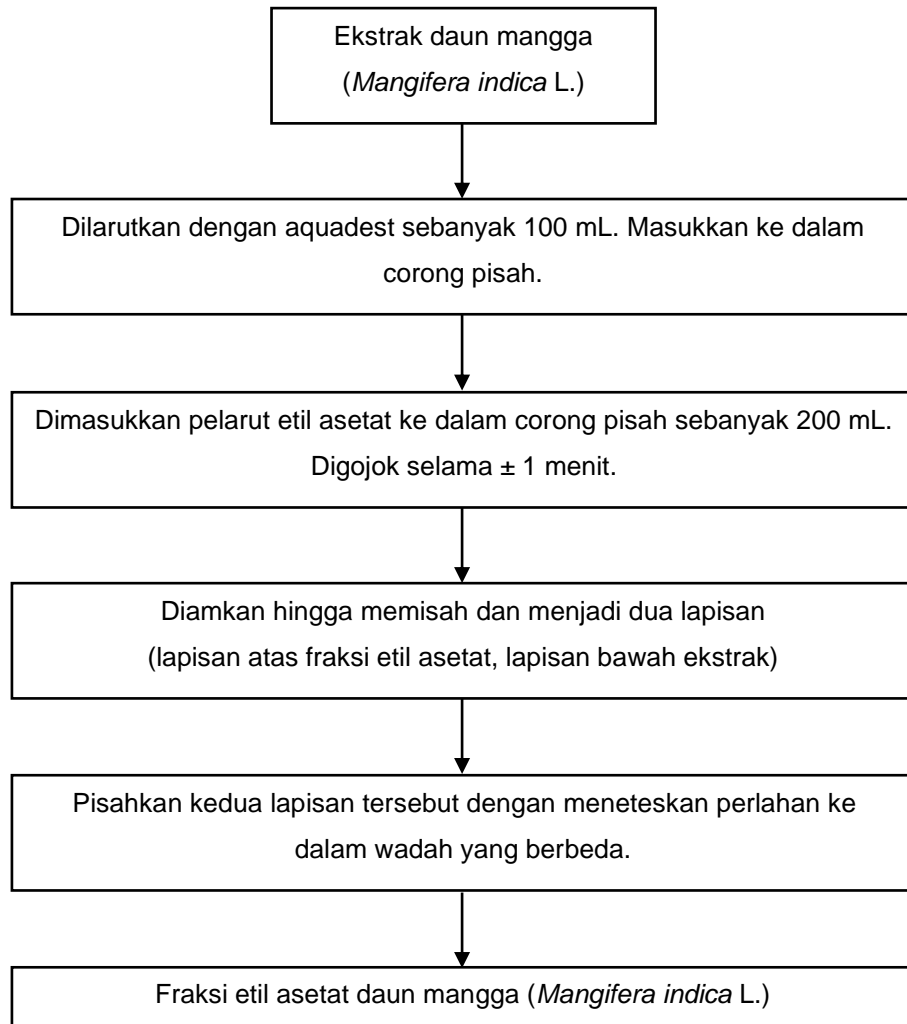 Ekstrak daun mangga
(Mangifera indica L.)
Dilarutkan dengan aquadest sebanyak 100 mL. Masukkan ke dalam
corong pisah.
Dimasukkan pelarut etil asetat ke dalam corong pisah sebanyak 200 mL.
Digojok selama ± 1 menit.
Diamkan hingga memisah dan menjadi dua lapisan
(lapisan atas fraksi etil asetat, lapisan bawah ekstrak)
Pisahkan kedua lapisan tersebut dengan meneteskan perlahan ke
dalam wadah yang berbeda.
Fraksi etil asetat daun mangga (Mangifera indica L.)